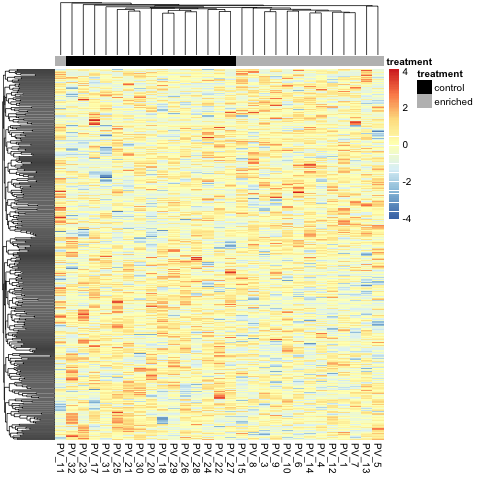 treatment
4
2
0
-2
-4
treatment
control
enriched
PV_11
PV_32
PV_23
PV_17
PV_31
PV_25
PV_21
PV_30
PV_20
PV_18
PV_29
PV_26
PV_28
PV_24
PV_22
PV_27
PV_15
PV_8
PV_3
PV_9
PV_10
PV_6
PV_14
PV_4
PV_12
PV_1
PV_7
PV_13
PV_5